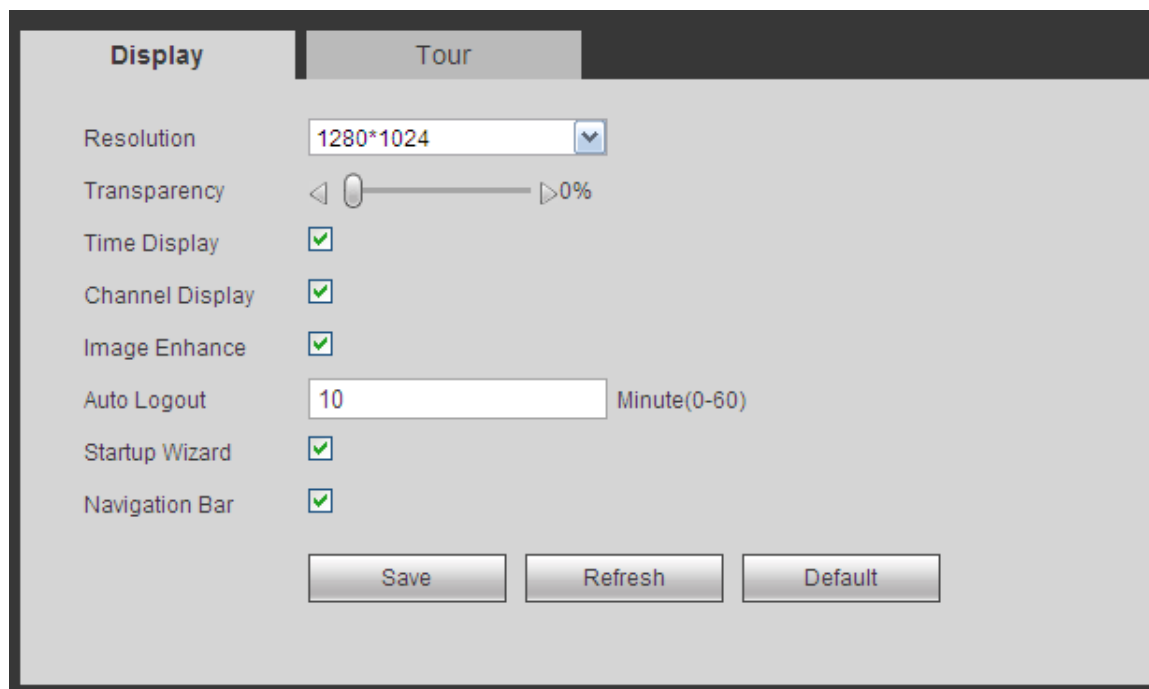 Display Tour
Resolution 1280*1024
Transparency 0%
Time Display
Channel Display
Image Enhance
Auto Logout 10 Minute(0-60)
Startup Wizard
Navigation Bar
Save Refresh Default